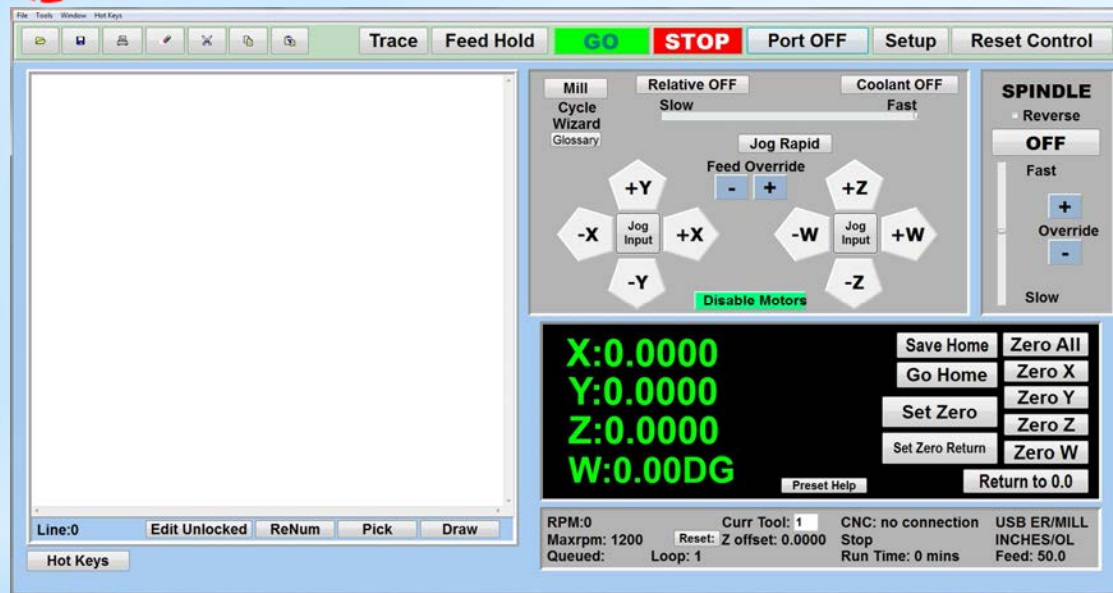 File Tools Window Hot Keys
Trace Feed Hold GO STOP Port OFF Setup Reset Control
Mill
Cycle
Wizard
Glossary
Relative OFF
Coolant OFF
Slow Fast
Jog Rapid
Feed Override
- +
+Y
-X
Jog
Input
+X
-Y
+Z
-W
Jog
Input
+W
-Z
Disable Motors
SPINDLE
Reverse
OFF
Fast
+
Override
-
Slow
X:0.0000
Y:0.0000
Z:0.0000
W:0.00DG
Preset Help
Save Home
Go Home
Set Zero
Set Zero Return
Zero All
Zero X
Zero Y
Zero Z
Zero W
Return to 0.0
Line:0 Edit Unlocked ReNum Pick Draw
Hot Keys
RPM:0 Curr Tool: 1 CNC: no connection USB ER/MILL
Maxrpm: 1200 Reset: Z offset: 0.0000 Stop INCHES/OL
Queued: Loop: 1 Run Time: 0 mins Feed: 50.0